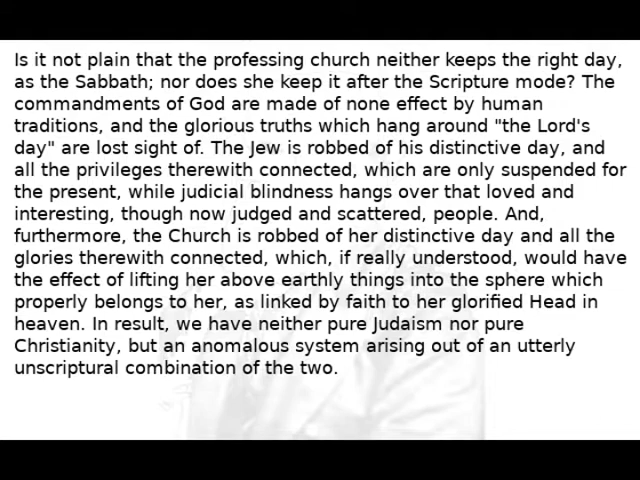 Is it not plain that the professing church neither keeps the right day,
as the Sabbath; nor does she keep it after the Scripture mode? The
commandments of God are made of none effect by human
traditions, and the glorious truths which hang around "the Lord's
day" are lost sight of. The Jew is robbed of his distinctive day, and
all the privileges therewith connected, which are only suspended for
the present, while judicial blindness hangs over that loved and
interesting, though now judged and scattered, people. And,
furthermore, the Church is robbed of her distinctive day and all the
glories therewith connected, which, if really understood, would have
the effect of lifting her above earthly things into the sphere which
properly belongs to her, as linked by faith to her glorified Head in
heaven. In result, we have neither pure Judaism nor pure
Christianity, but an anomalous system arising out of an utterly
unscriptural combination of the two.